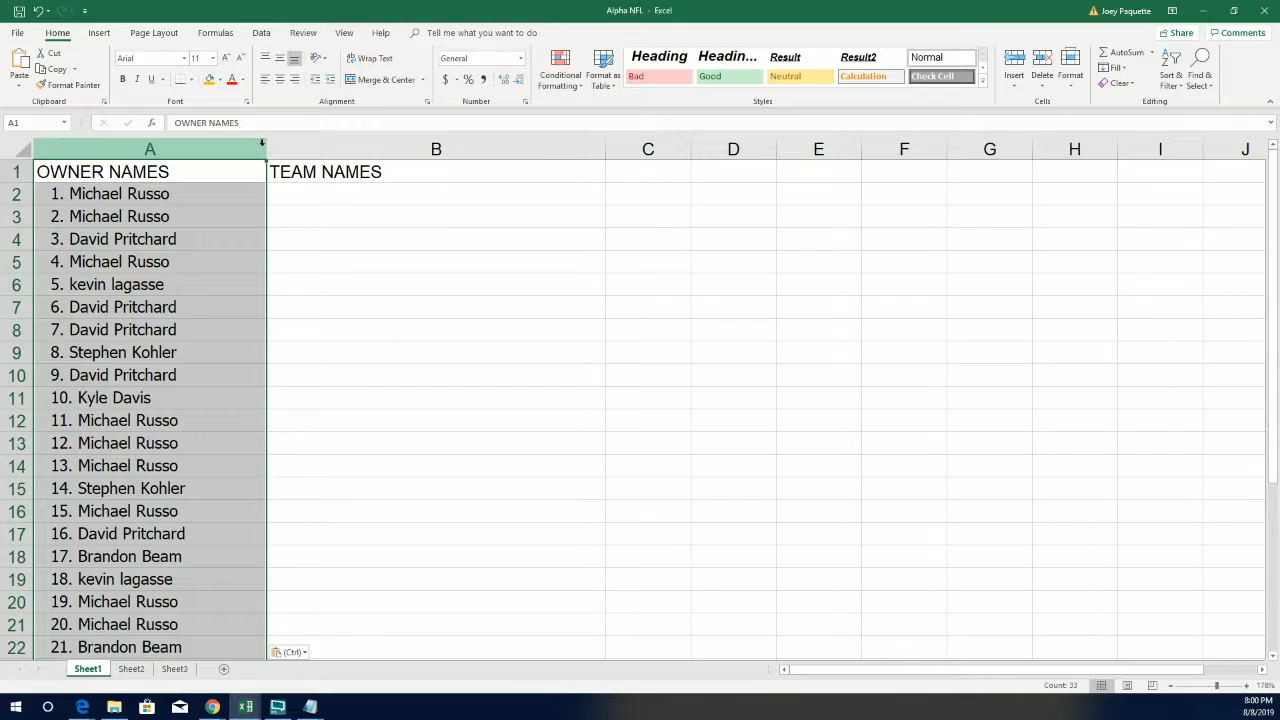 Alpha NFL - Excel
Joey Paquette
File Home Insert Page Layout Formulas Data Review View Help Tell me what you want to do
Share Comments
Paste
Cut
Copy
Format Painter
Clipboard
Arial 11
B I U
Font
Wrap Text
Merge & Center
Alignment
General
$ % ,
Number
Conditional Formatting
Format as Table
Heading Headin... Result Result2 Normal
Bad Good Neutral Calculation Check Cell
Styles
Insert Delete Format
Cells
AutoSum
Fill
Clear
Sort & Filter
Find & Select
Editing
A1 fx OWNER NAMES
A B C D E F G H I J
1 OWNER NAMES TEAM NAMES
2 1. Michael Russo
3 2. Michael Russo
4 3. David Pritchard
5 4. Michael Russo
6 5. kevin lagasse
7 6. David Pritchard
8 7. David Pritchard
9 8. Stephen Kohler
10 9. David Pritchard
11 10. Kyle Davis
12 11. Michael Russo
13 12. Michael Russo
14 13. Michael Russo
15 14. Stephen Kohler
16 15. Michael Russo
17 16. David Pritchard
18 17. Brandon Beam
19 18. kevin lagasse
20 19. Michael Russo
21 20. Michael Russo
22 21. Brandon Beam
(Ctrl)
Sheet1 Sheet2 Sheet3
Count: 33 178%
8:00 PM
8/8/2019